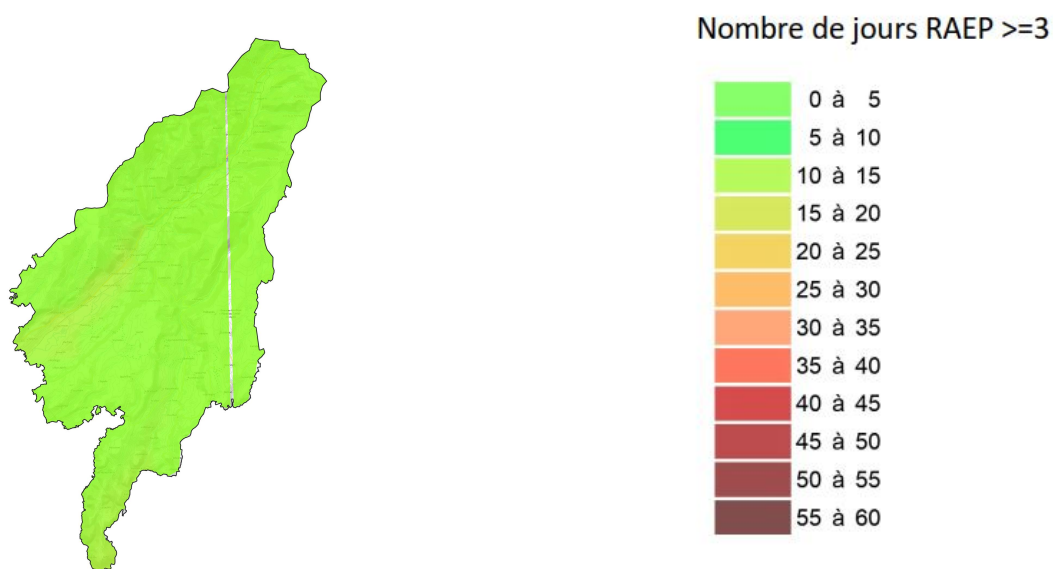 Nombre de jours RAEP >=3
0 à 5
5 à 10
10 à 15
15 à 20
20 à 25
25 à 30
30 à 35
35 à 40
40 à 45
45 à 50
50 à 55
55 à 60